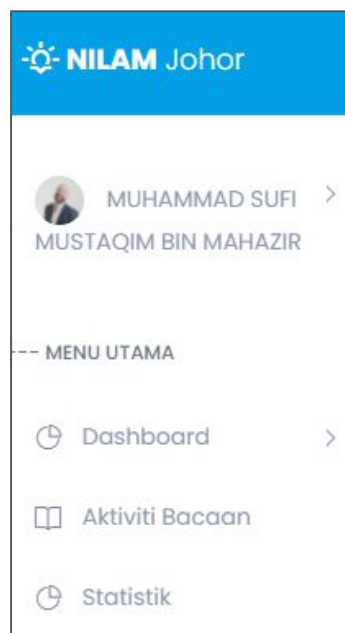 NILAM Johor
MUHAMMAD SUFI
MUSTAQIM BIN MAHAZIR
--- MENU UTAMA
Dashboard
Aktiviti Bacaan
Statistik